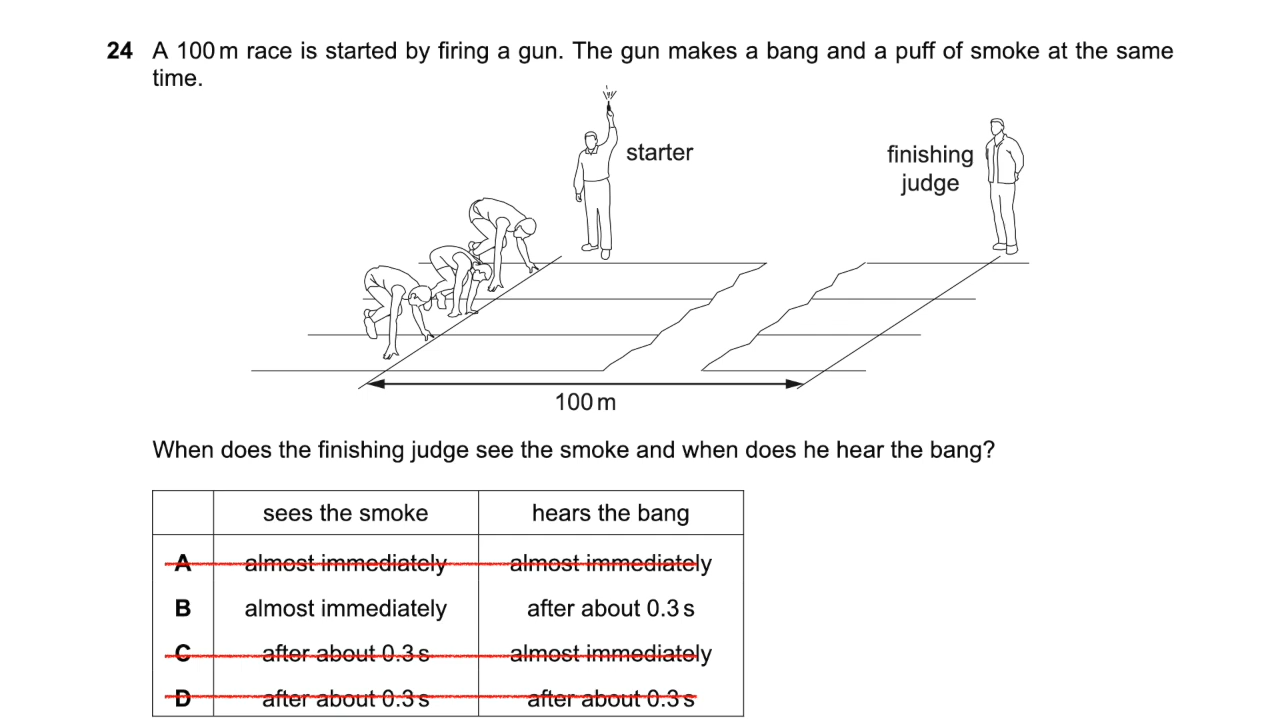 24 A 100 m race is started by firing a gun. The gun makes a bang and a puff of smoke at the same
time.
starter
finishing
judge
100 m
When does the finishing judge see the smoke and when does he hear the bang?
sees the smoke hears the bang
A almost immediately almost immediately
B almost immediately after about 0.3 s
C after about 0.3 s almost immediately
D after about 0.3 s after about 0.3 s